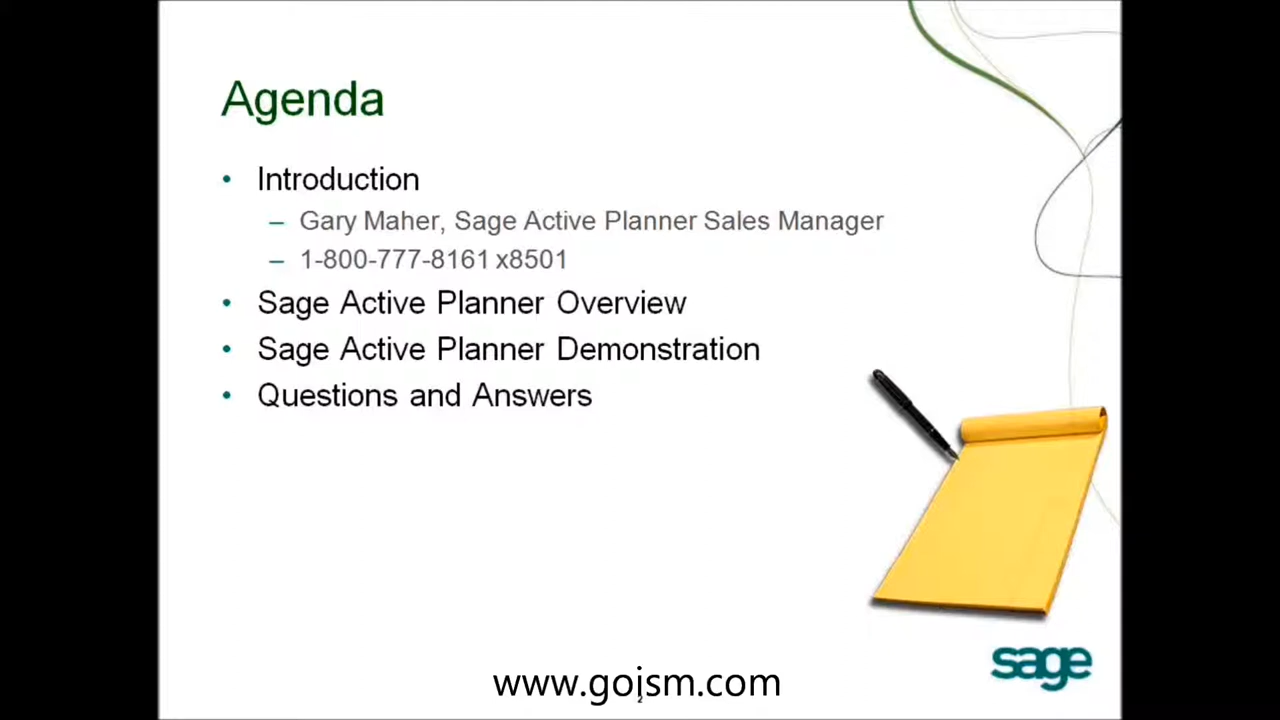 Agenda
• Introduction
– Gary Maher, Sage Active Planner Sales Manager
– 1-800-777-8161 x8501
• Sage Active Planner Overview
• Sage Active Planner Demonstration
• Questions and Answers
sage
www.gojsm.com
2